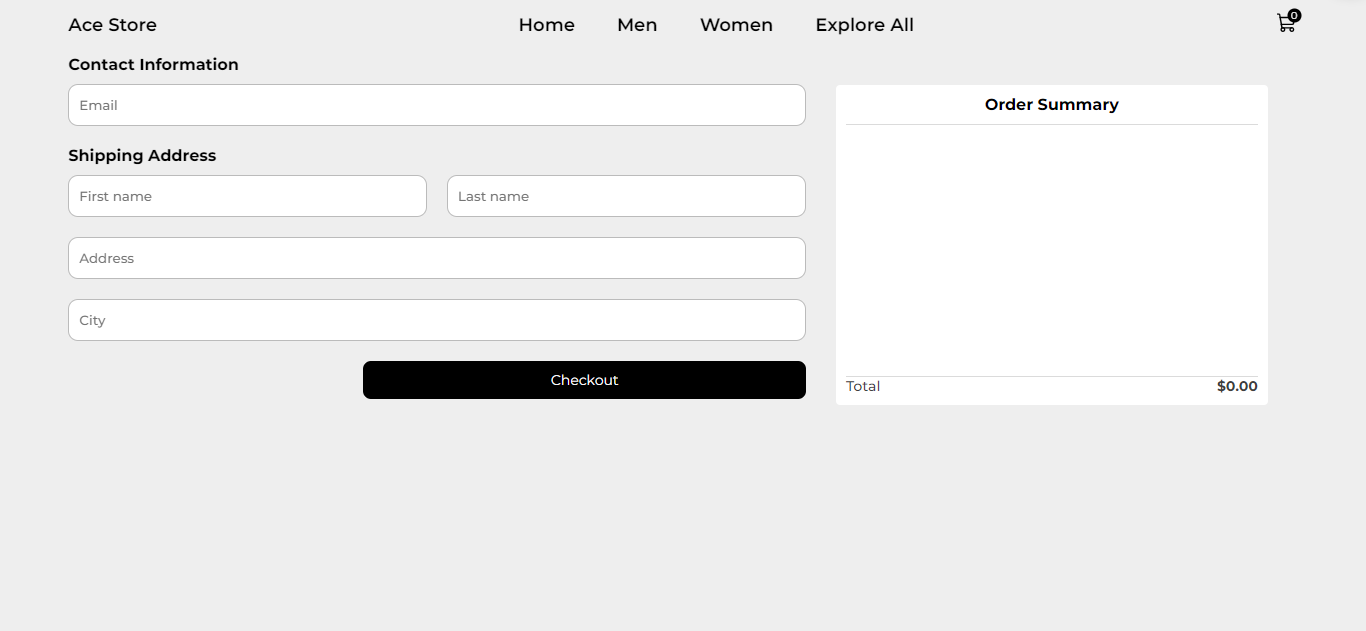 Ace Store
Home
Men
Women
Explore All
0
Contact Information
Email
Shipping Address
First name
Last name
Address
City
Checkout
Order Summary
Total
$0.00